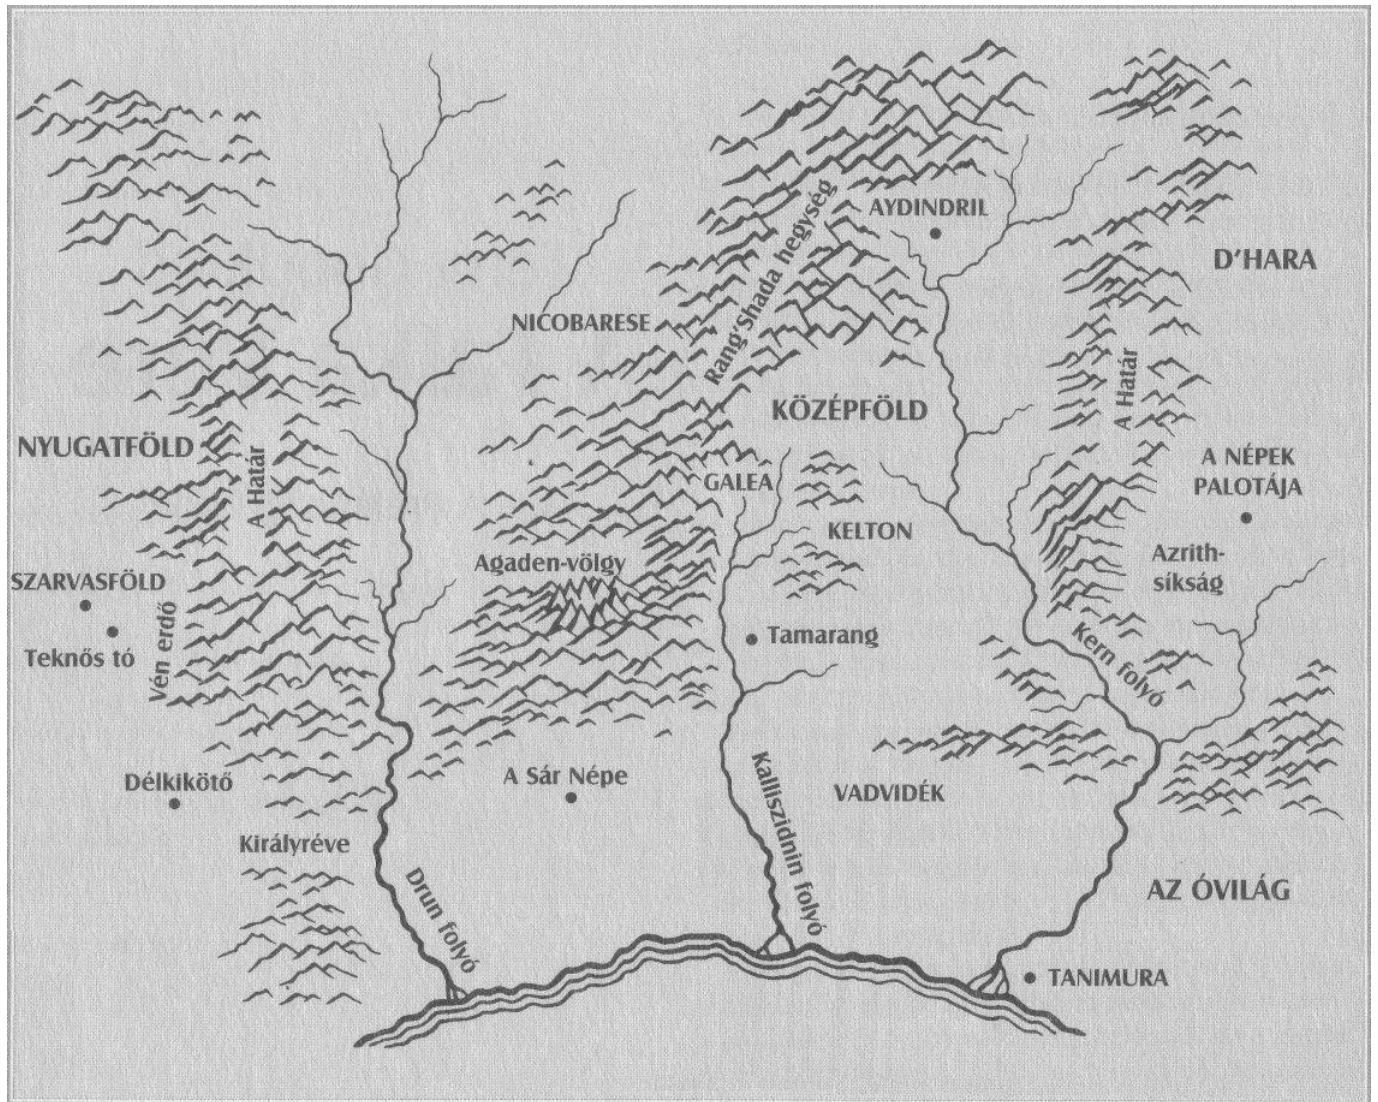 AYDINDRIL
Rang'Shada hegység
D'HARA
NICOBARESE
A Határ
KÖZÉPFÖLD
NYUGATFÖLD
A Határ
A NÉPEK
PALOTÁJA
GALEA
KELTON
Agaden-völgy
Azrith-
síkság
SZARVASFÖLD
Teknős tó
Vén erdő
Tamarang
Kern folyó
Délkikötő
A Sár Népe
Kalliszidnin folyó
VADVIDÉK
Királyréve
Drun folyó
AZ ÓVILÁG
TANIMURA